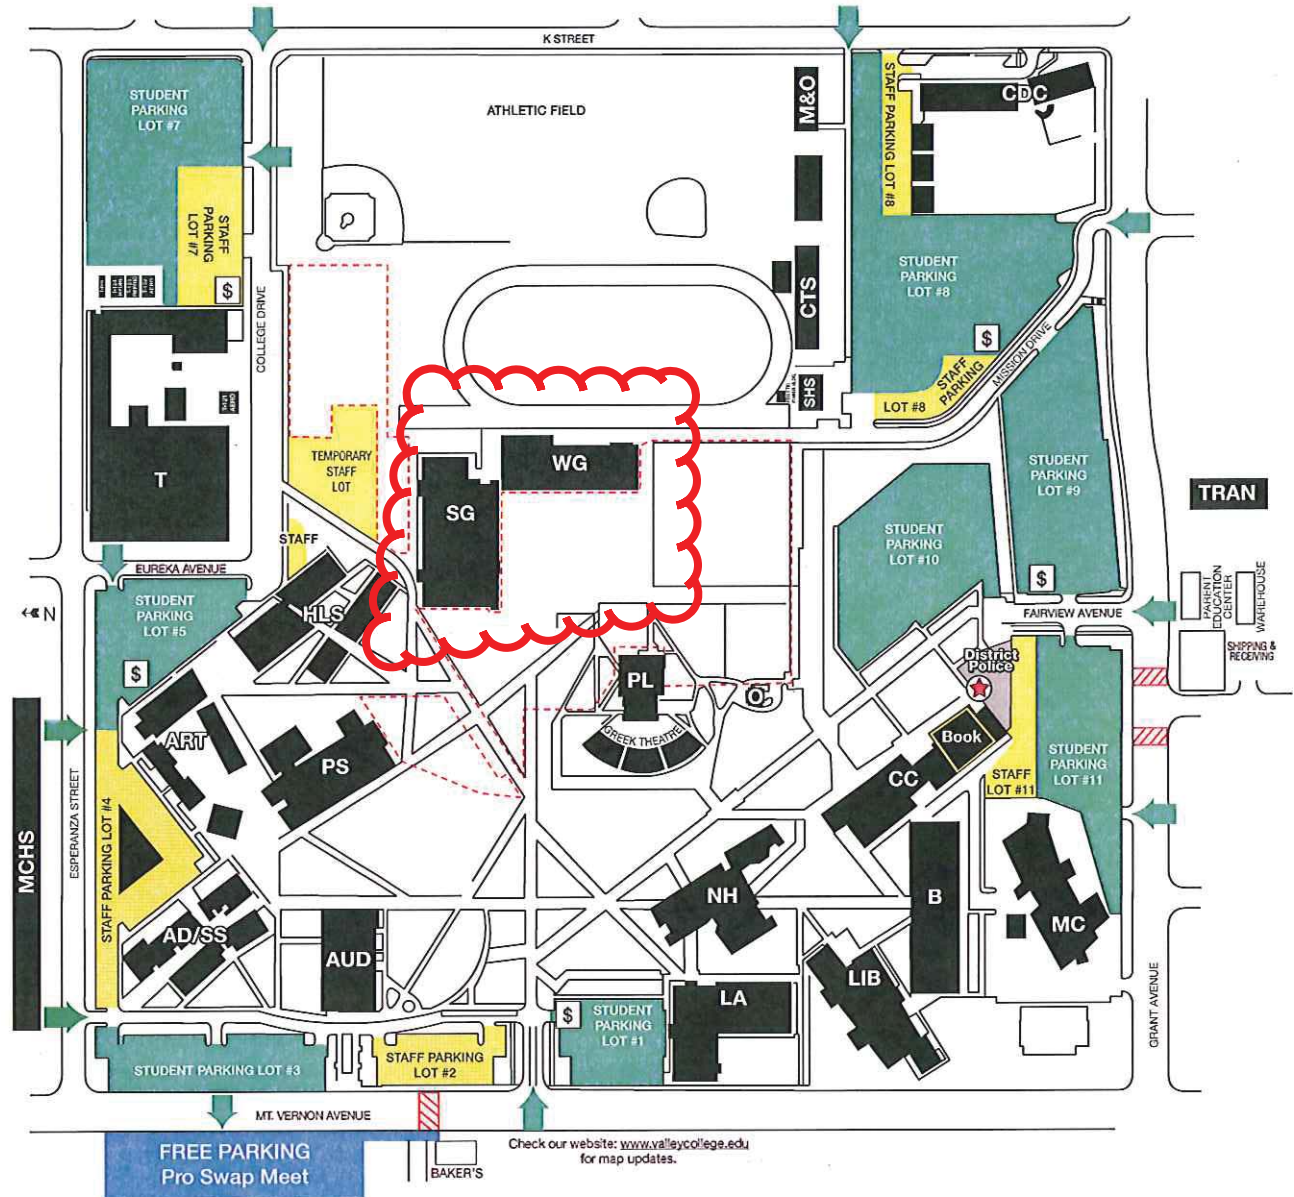 K STREET
STUDENT
PARKING
LOT #7
ATHLETIC FIELD
M&O
STAFF PARKING LOT #8
CDC
STAFF
PARKING
LOT #7
$
STUDENT
PARKING
LOT #8
CTS
COLLEGE DRIVE
$
MISSION DRIVE
STAFF
PARKING
LOT #8
SHS
T
TEMPORARY
STAFF
LOT
WG
SG
STUDENT
PARKING
LOT #9
TRAN
STUDENT
PARKING
LOT #10
STAFF
EUREKA AVENUE
$
N
STUDENT
PARKING
LOT #5
HLS
FAIRVIEW AVENUE
PARENT
EDUCATION
CENTER
WAREHOUSE
SHIPPING &
RECEIVING
$
District
Police
PL
O
ART
GREEK THEATRE
Book
PS
CC
STUDENT
PARKING
LOT #11
STAFF
LOT #11
MCHS
ESPERANZA STREET
STAFF PARKING LOT #4
NH
B
MC
AD/SS
AUD
LIB
LA
GRANT AVENUE
$
STUDENT
PARKING
LOT #1
STAFF PARKING
LOT #2
STUDENT PARKING LOT #3
MT. VERNON AVENUE
FREE PARKING
Pro Swap Meet
BAKER'S
Check our website: www.valleycollege.edu
for map updates.